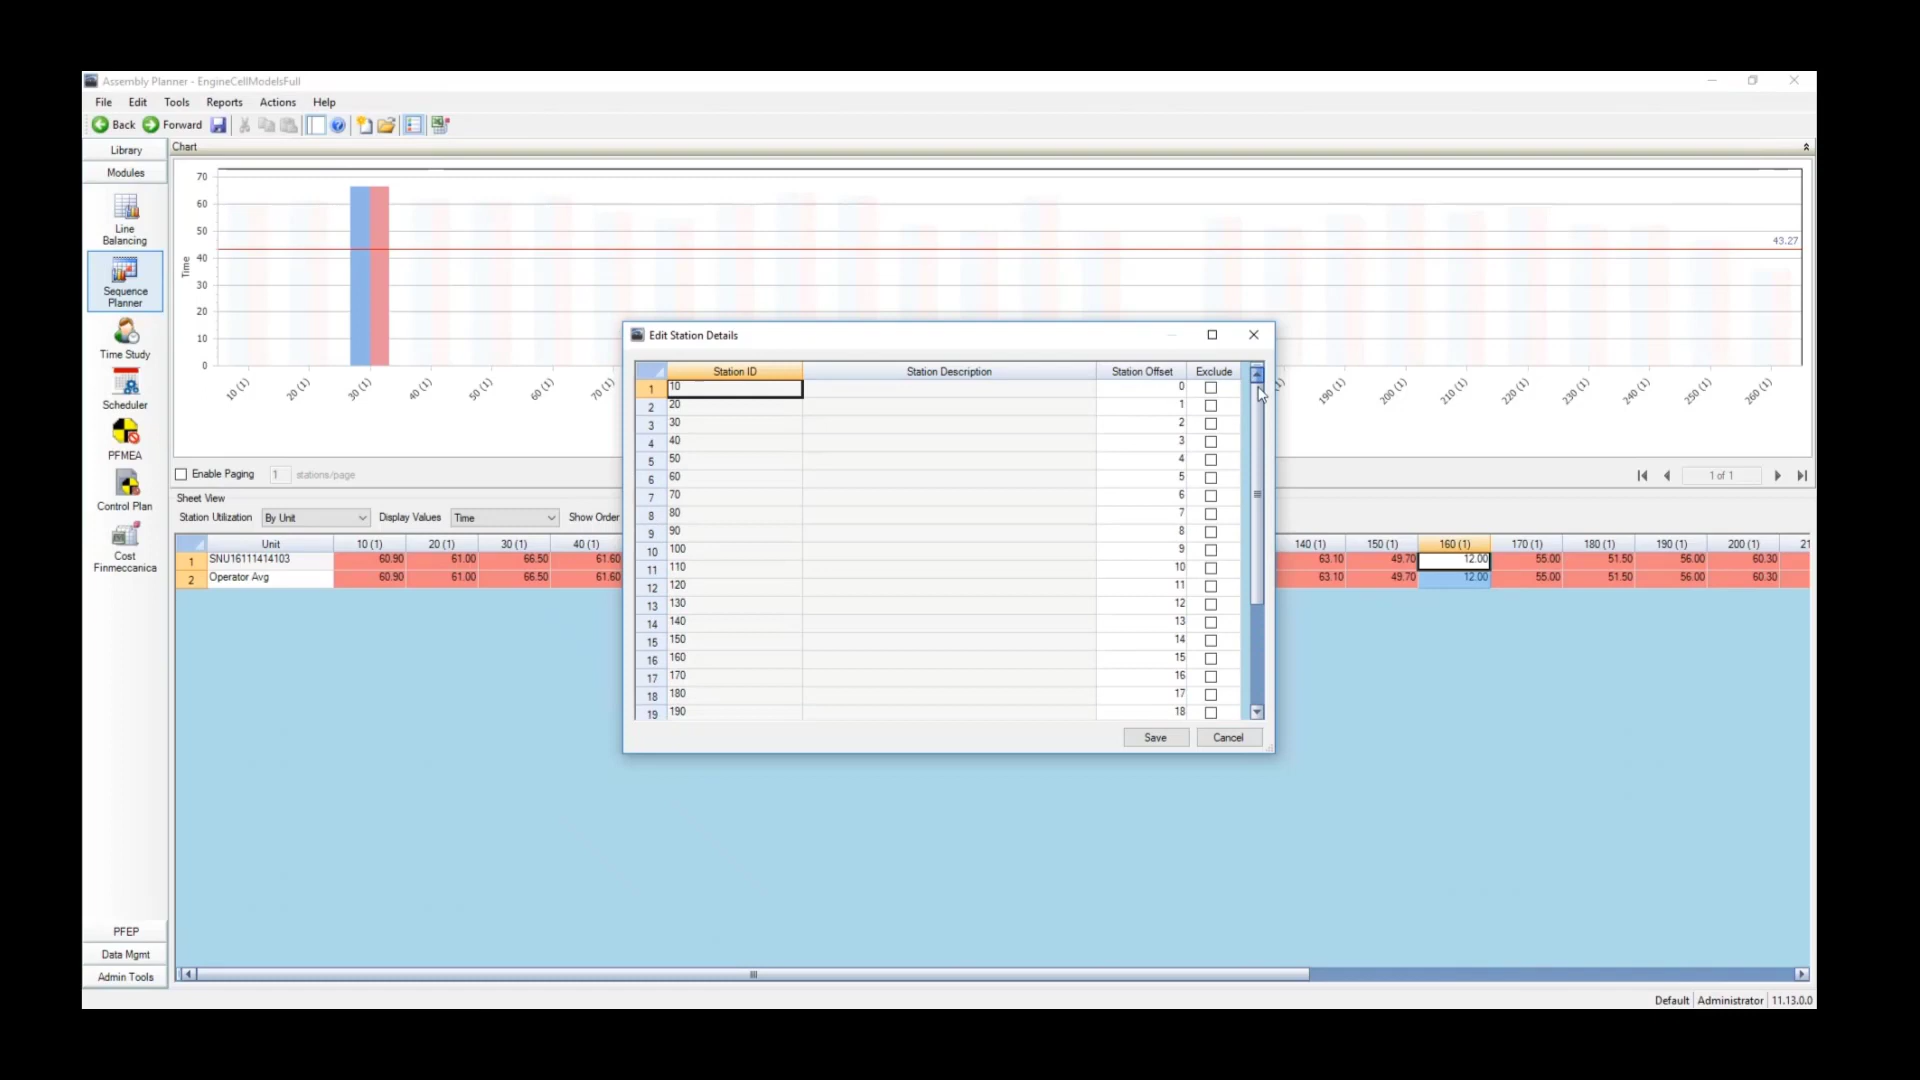 Assembly Planner - EngineCellModelsFull
File Edit Tools Reports Actions Help
Back Forward
Library
Modules
Line
Balancing
Sequence
Planner
Time Study
Scheduler
PFMEA
Control Plan
Cost
Finmeccanica
PFEP
Data Mgmt
Admin Tools
Chart
70
60
50
40
30
20
10
0
Time
43.27
10 (1) 20 (1) 30 (1) 40 (1) 50 (1) 60 (1) 70 (1) 190 (1) 200 (1) 210 (1) 220 (1) 230 (1) 240 (1) 250 (1) 260 (1)
Enable Paging 1 stations/page
1 of 1
Sheet View
Station Utilization By Unit Display Values Time Show Order
Unit 10 (1) 20 (1) 30 (1) 40 (1) 140 (1) 150 (1) 160 (1) 170 (1) 180 (1) 190 (1) 200 (1) 21
1 SNU16111414103 60.90 61.00 66.50 61.60 63.10 49.70 12.00 55.00 51.50 56.00 60.30
2 Operator Avg 60.90 61.00 66.50 61.60 63.10 49.70 12.00 55.00 51.50 56.00 60.30
Edit Station Details
Station ID Station Description Station Offset Exclude
1 10 0
2 20 1
3 30 2
4 40 3
5 50 4
6 60 5
7 70 6
8 80 7
9 90 8
10 100 9
11 110 10
12 120 11
13 130 12
14 140 13
15 150 14
16 160 15
17 170 16
18 180 17
19 190 18
Save Cancel
Default Administrator 11.13.0.0